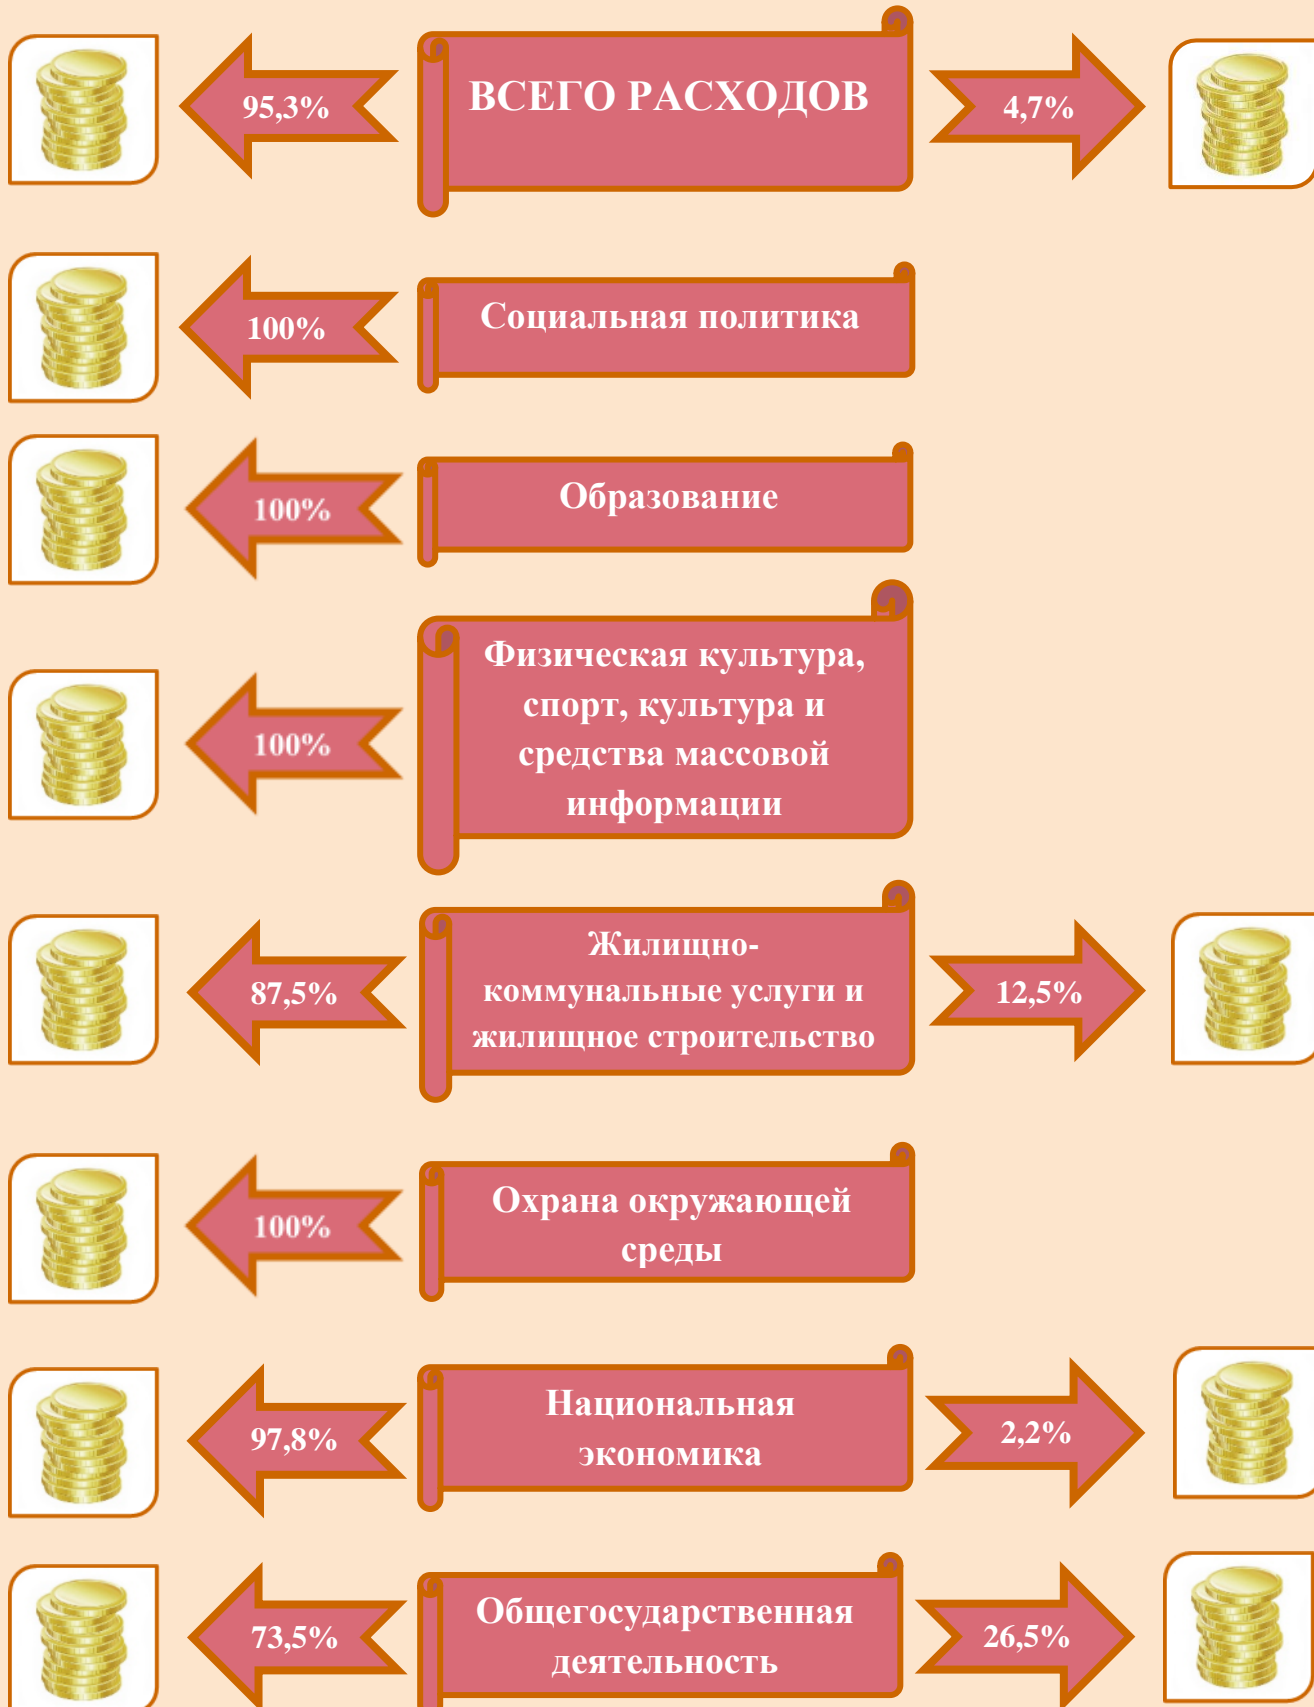 95,3%
ВСЕГО РАСХОДОВ
4,7%
100%
Социальная политика
100%
Образование
100%
Физическая культура,
спорт, культура и
средства массовой
информации
87,5%
Жилищно-
коммунальные услуги и
жилищное строительство
12,5%
100%
Охрана окружающей
среды
97,8%
Национальная
экономика
2,2%
73,5%
Общегосударственная
деятельность
26,5%